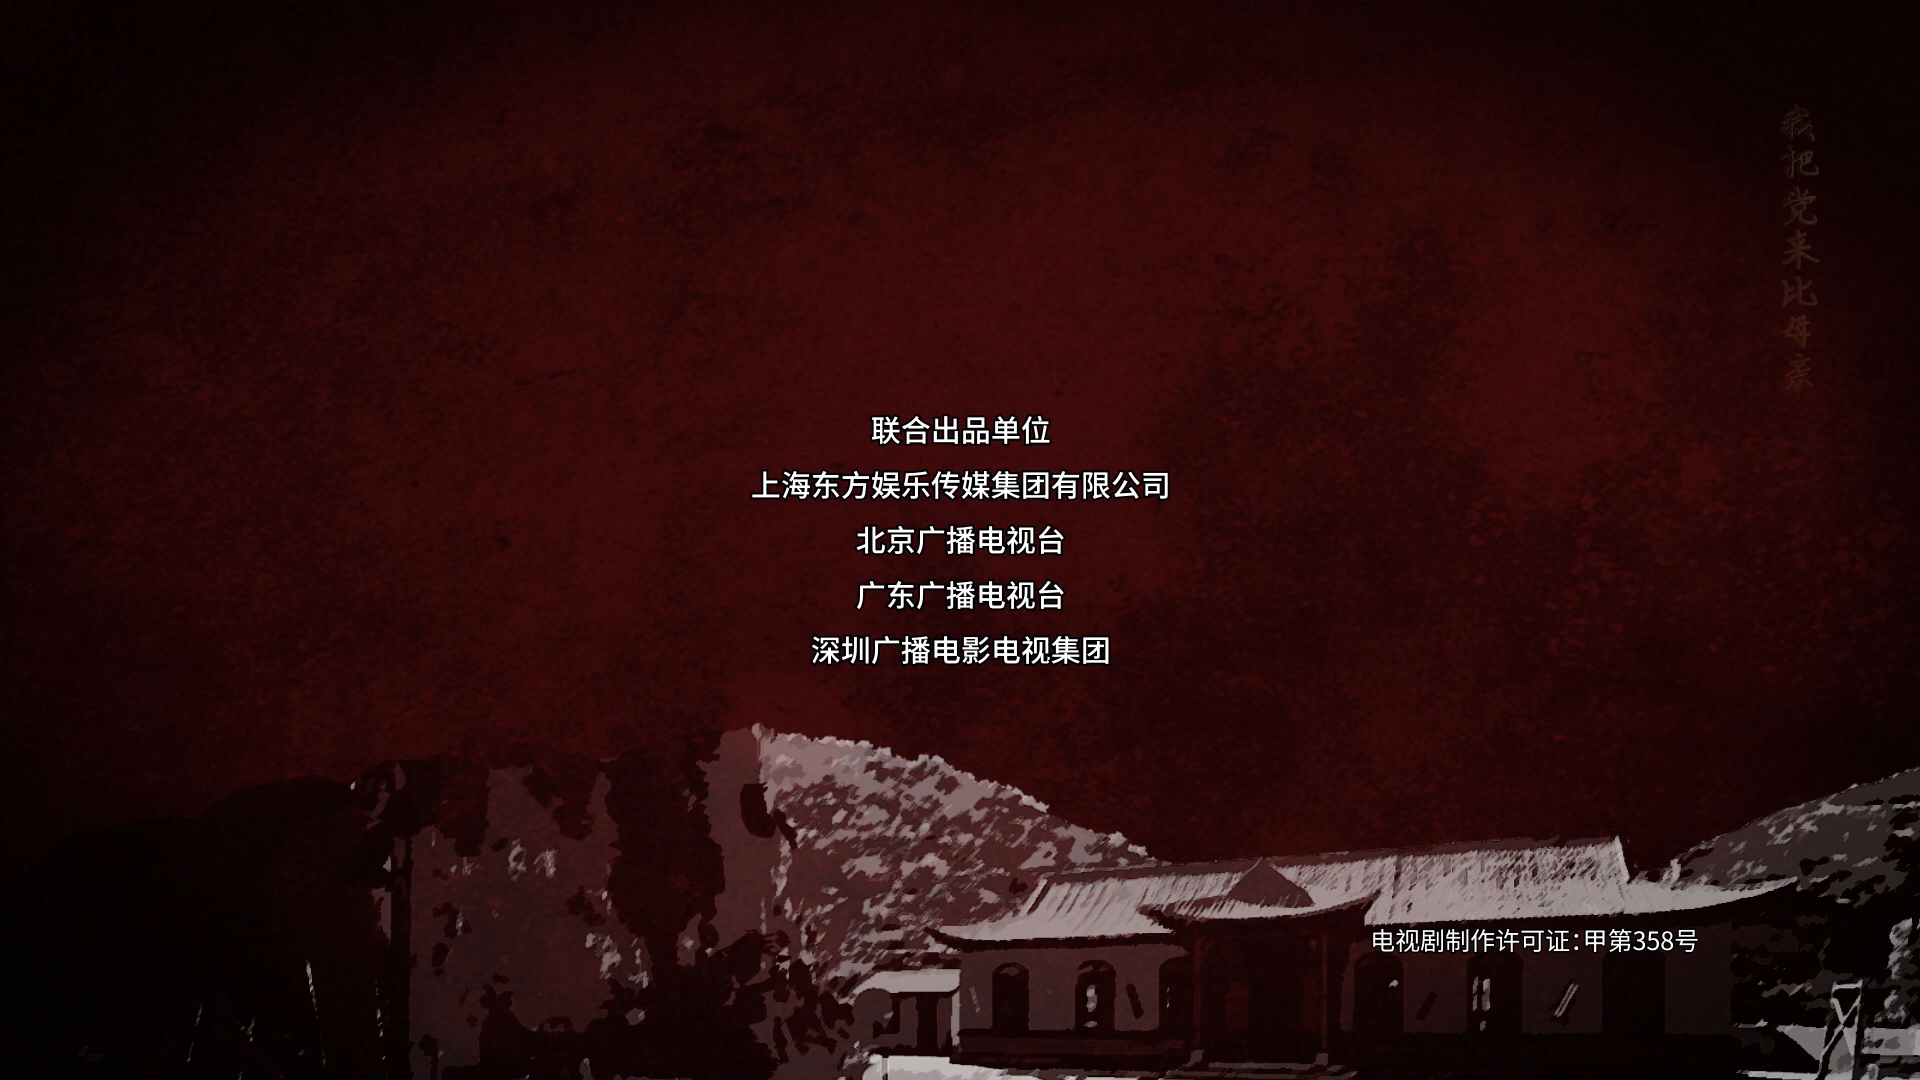 我把党来比母亲
联合出品单位
上海东方娱乐传媒集团有限公司
北京广播电视台
广东广播电视台
深圳广播电影电视集团
电视剧制作许可证:甲第358号